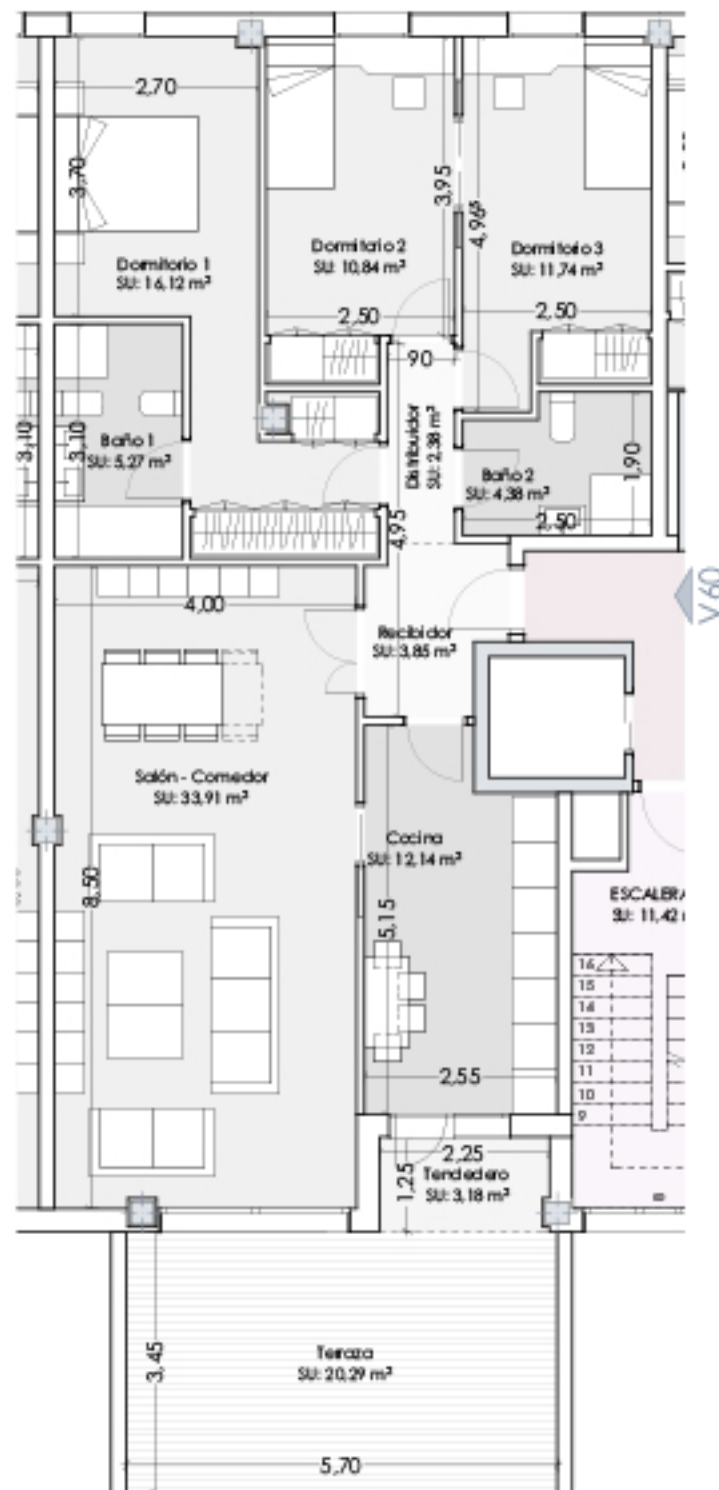 2,70
3,70
Dormitorio 1
SU: 16,12 m²
Dormitorio 2
SU: 10,84 m²
3,95
2,50
4,96⁵
Dormitorio 3
SU: 11,74 m²
2,50
90
3,10
3,10
Baño 1
SU: 5,27 m²
Distribuidor
SU: 2,38 m²
4,95
Baño 2
SU: 4,38 m²
1,90
2,50
V60
4,00
Recibidor
SU: 3,85 m²
Salón - Comedor
SU: 33,91 m²
8,50
Cocina
SU: 12,14 m²
5,15
2,55
ESCALERA
SU: 11,42
16
15
14
13
12
11
10
9
2,25
1,25
Tendedero
SU: 3,18 m²
Terraza
SU: 20,29 m²
3,45
5,70